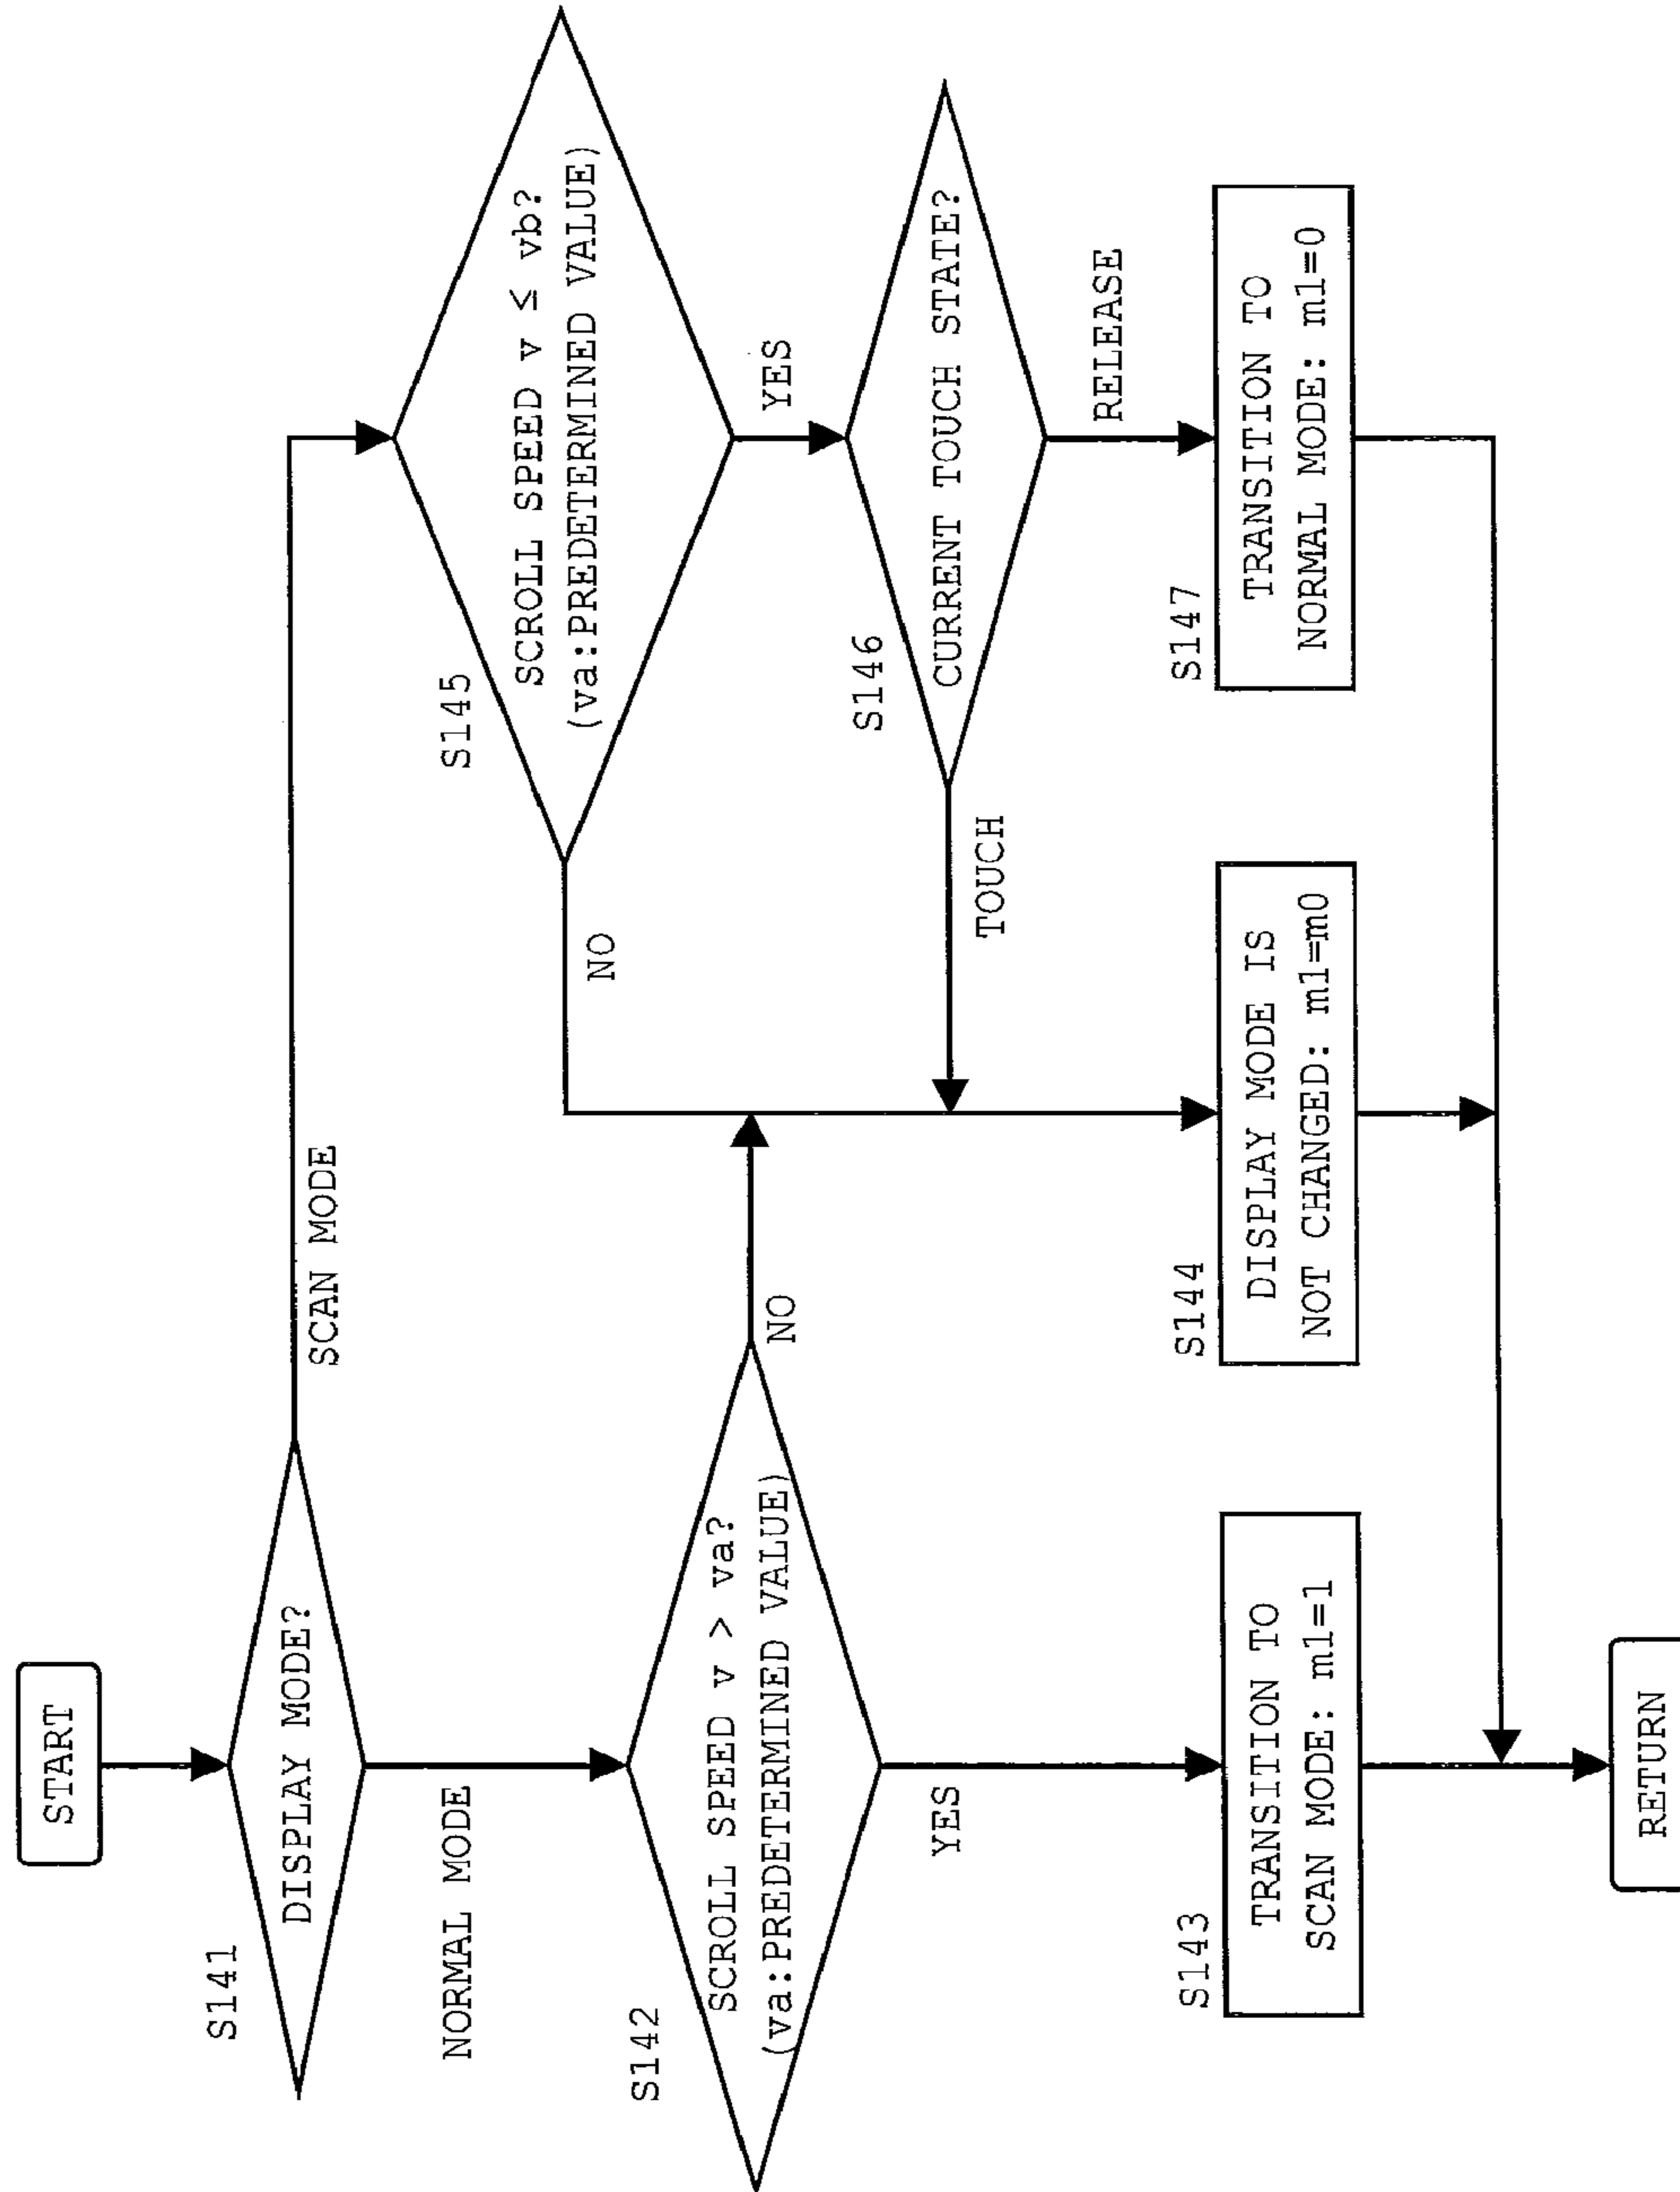 START
S141
DISPLAY MODE?
SCAN MODE
NORMAL MODE
S142
SCROLL SPEED v > va?
(va:PREDETERMINED VALUE)
NO
YES
S143
TRANSITION TO
SCAN MODE: m1=1
S145
SCROLL SPEED v ≤ vb?
(va:PREDETERMINED VALUE)
NO
YES
S146
CURRENT TOUCH STATE?
TOUCH
RELEASE
S144
DISPLAY MODE IS
NOT CHANGED: m1=m0
S147
TRANSITION TO
NORMAL MODE: m1=0
RETURN